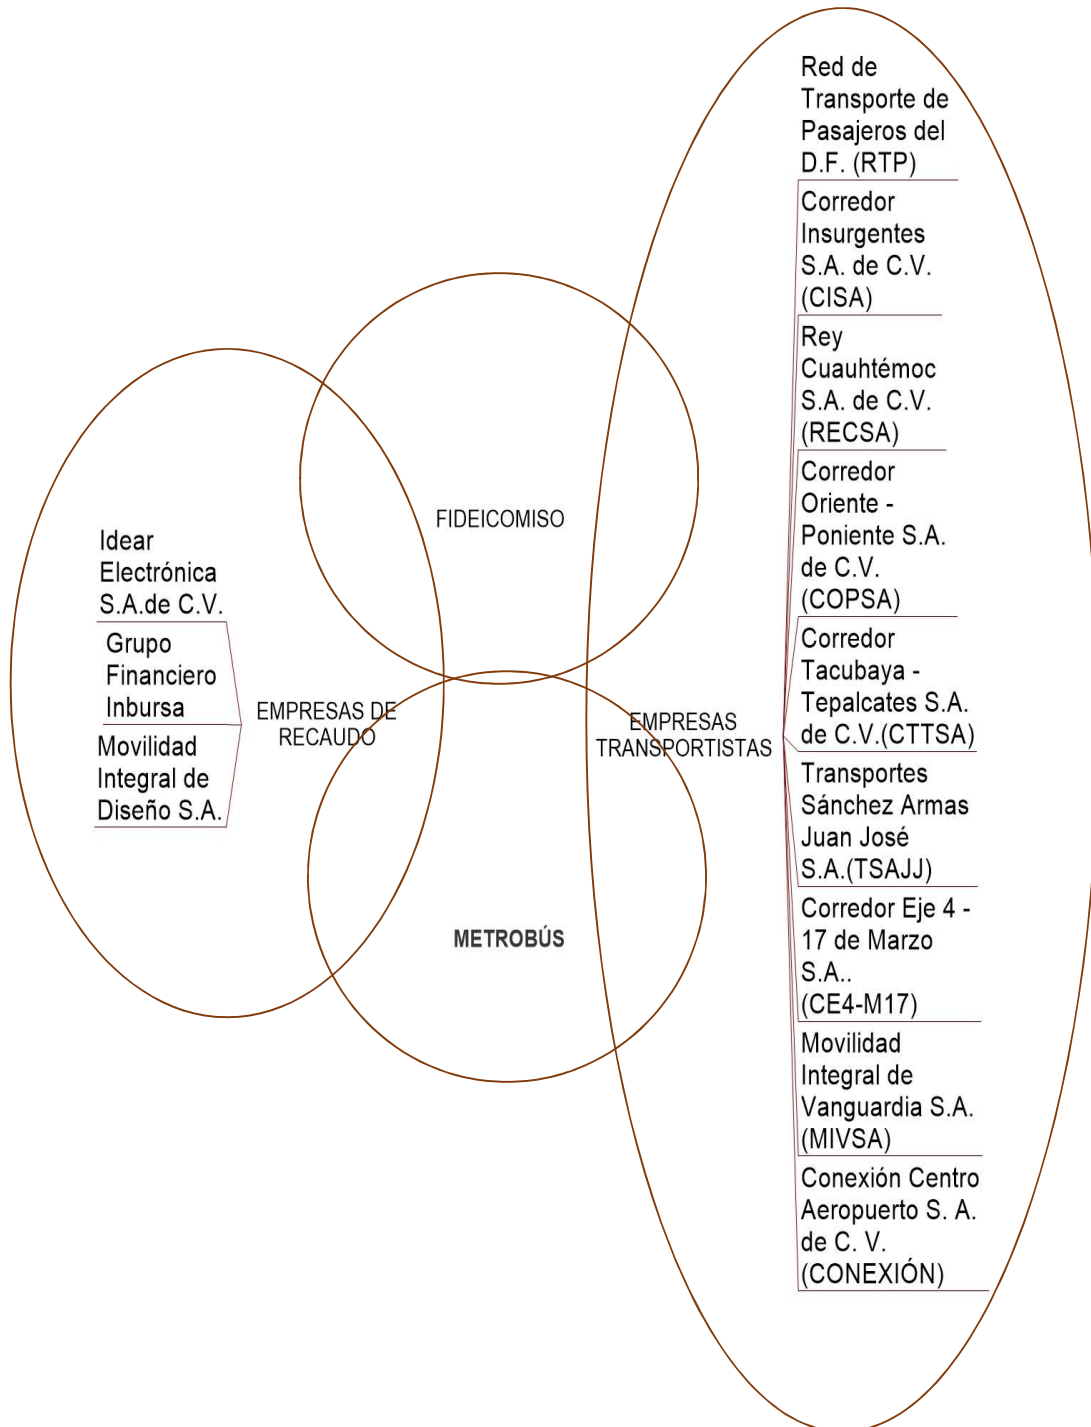 FIDEICOMISO
Idear
Electrónica
S.A.de C.V.
Grupo
Financiero
Inbursa
Movilidad
Integral de
Diseño S.A.
EMPRESAS DE
RECAUDO
METROBÚS
EMPRESAS
TRANSPORTISTAS
Red de
Transporte de
Pasajeros del
D.F. (RTP)
Corredor
Insurgentes
S.A. de C.V.
(CISA)
Rey
Cuauhtémoc
S.A. de C.V.
(RECSA)
Corredor
Oriente -
Poniente S.A.
de C.V.
(COPSA)
Corredor
Tacubaya -
Tepalcates S.A.
de C.V.(CTTSA)
Transportes
Sánchez Armas
Juan José
S.A.(TSAJJ)
Corredor Eje 4 -
17 de Marzo
S.A..
(CE4-M17)
Movilidad
Integral de
Vanguardia S.A.
(MIVSA)
Conexión Centro
Aeropuerto S. A.
de C. V.
(CONEXIÓN)